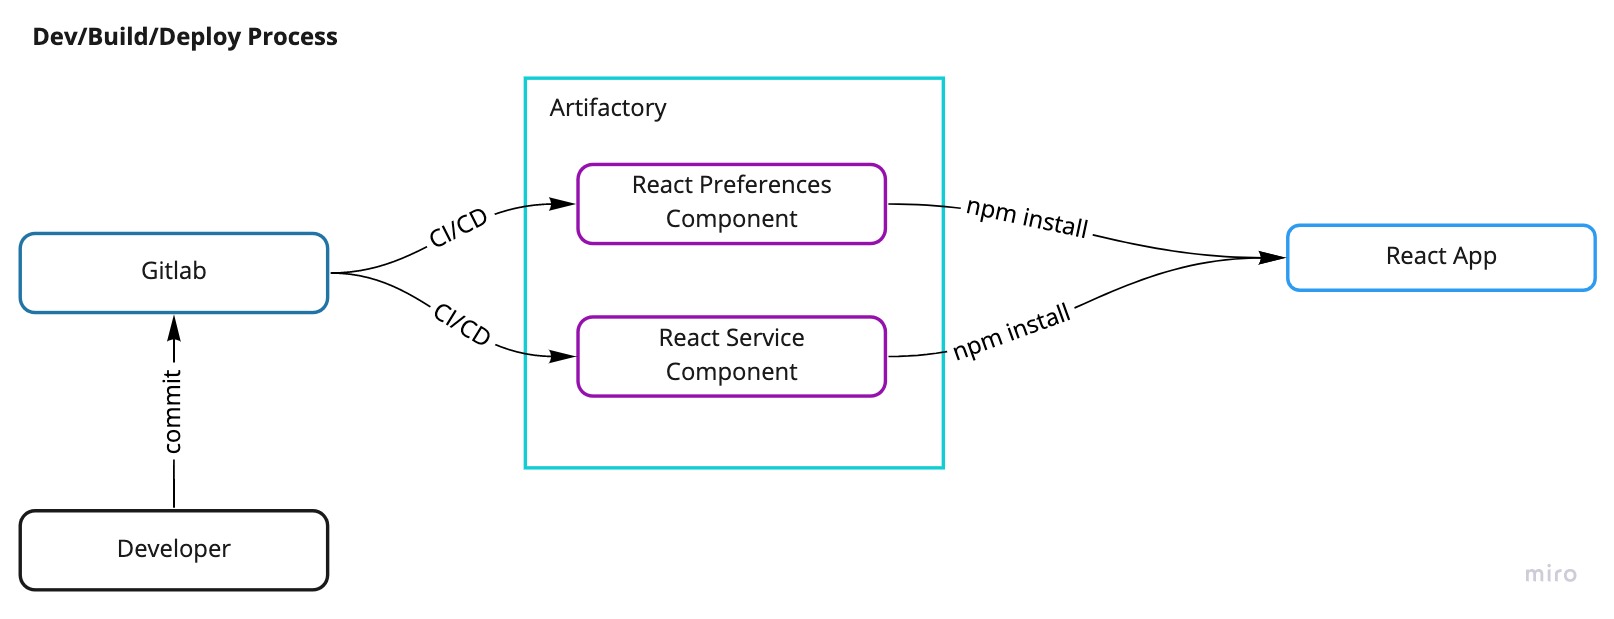 Dev/Build/Deploy Process
Artifactory
React Preferences
Component
CI/CD
npm install
Gitlab
React App
CI/CD
React Service
Component
npm install
commit
Developer
miro